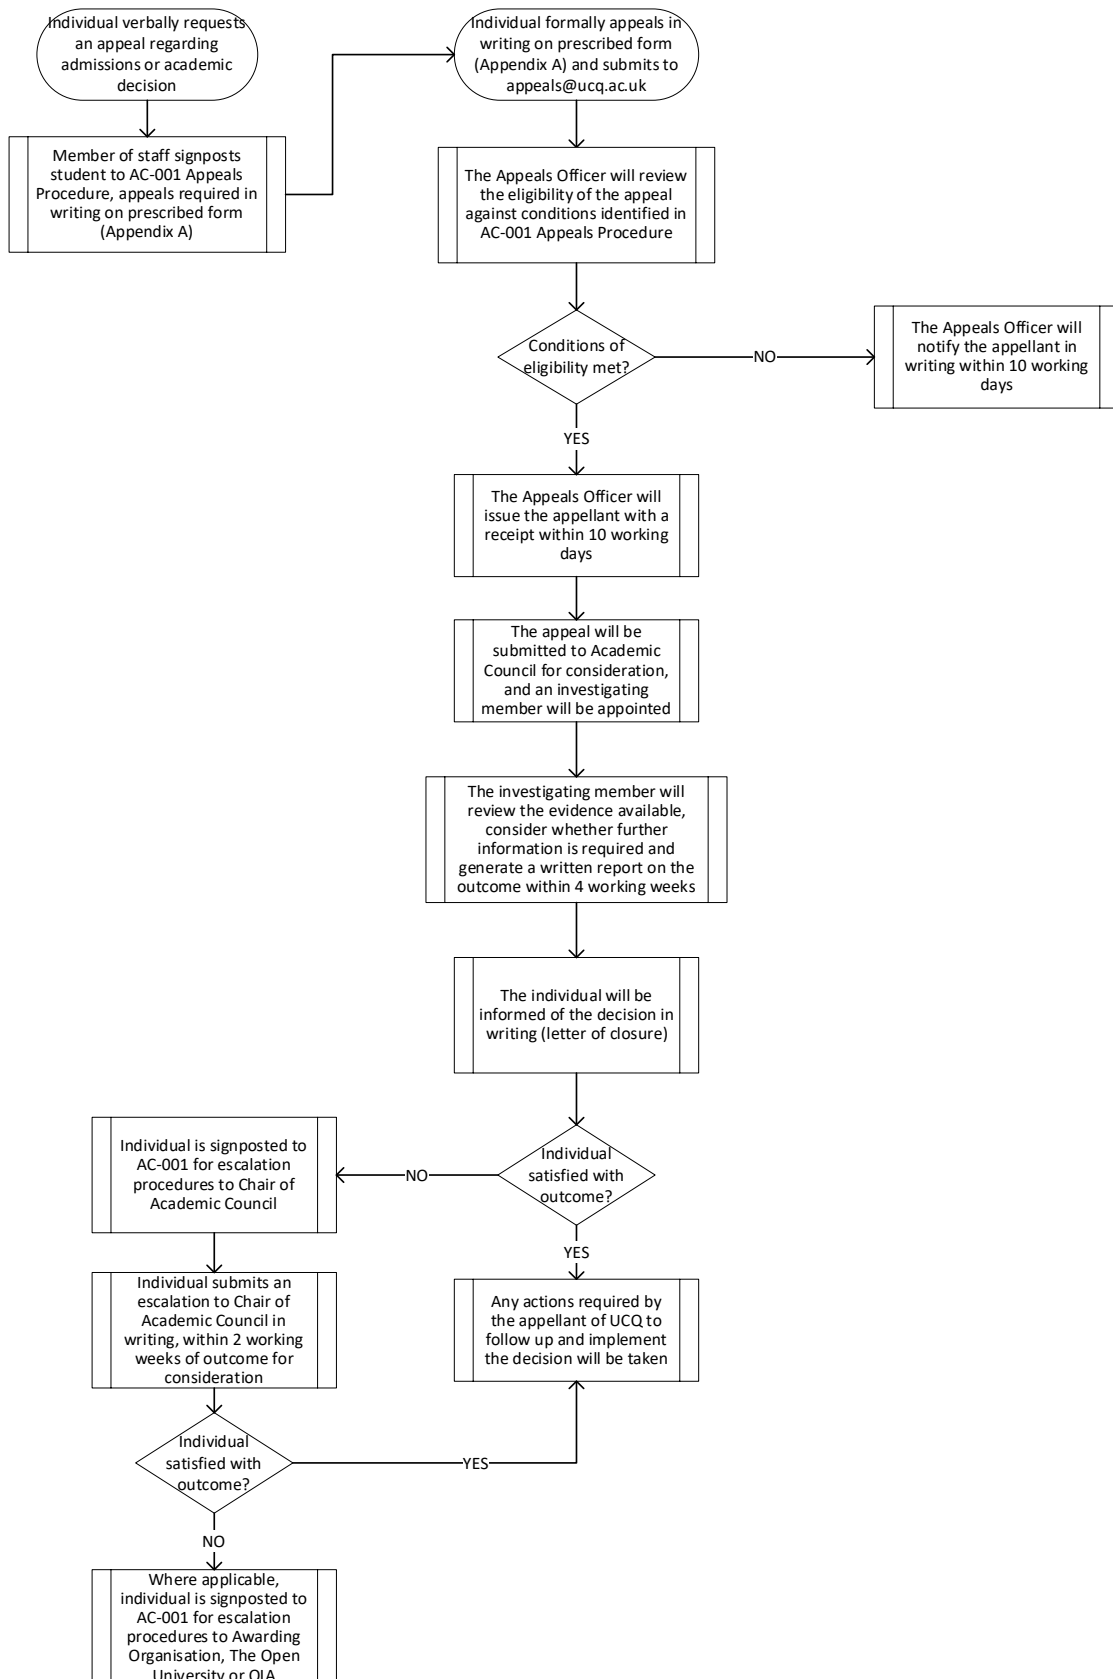 Individual verbally requests
an appeal regarding
admissions or academic
decision
Member of staff signposts
student to AC-001 Appeals
Procedure, appeals required in
writing on prescribed form
(Appendix A)
Individual formally appeals in
writing on prescribed form
(Appendix A) and submits to
appeals@ucq.ac.uk
The Appeals Officer will review
the eligibility of the appeal
against conditions identified in
AC-001 Appeals Procedure
Conditions of
eligibility met?
NO
The Appeals Officer will
notify the appellant in
writing within 10 working
days
YES
The Appeals Officer will
issue the appellant with a
receipt within 10 working
days
The appeal will be
submitted to Academic
Council for consideration,
and an investigating
member will be appointed
The investigating member will
review the evidence available,
consider whether further
information is required and
generate a written report on the
outcome within 4 working weeks
The individual will be
informed of the decision in
writing (letter of closure)
Individual
satisfied with
outcome?
NO
Individual is signposted to
AC-001 for escalation
procedures to Chair of
Academic Council
YES
Any actions required by
the appellant of UCQ to
follow up and implement
the decision will be taken
Individual submits an
escalation to Chair of
Academic Council in
writing, within 2 working
weeks of outcome for
consideration
Individual
satisfied with
outcome?
YES
NO
Where applicable,
individual is signposted to
AC-001 for escalation
procedures to Awarding
Organisation, The Open
University or OIA